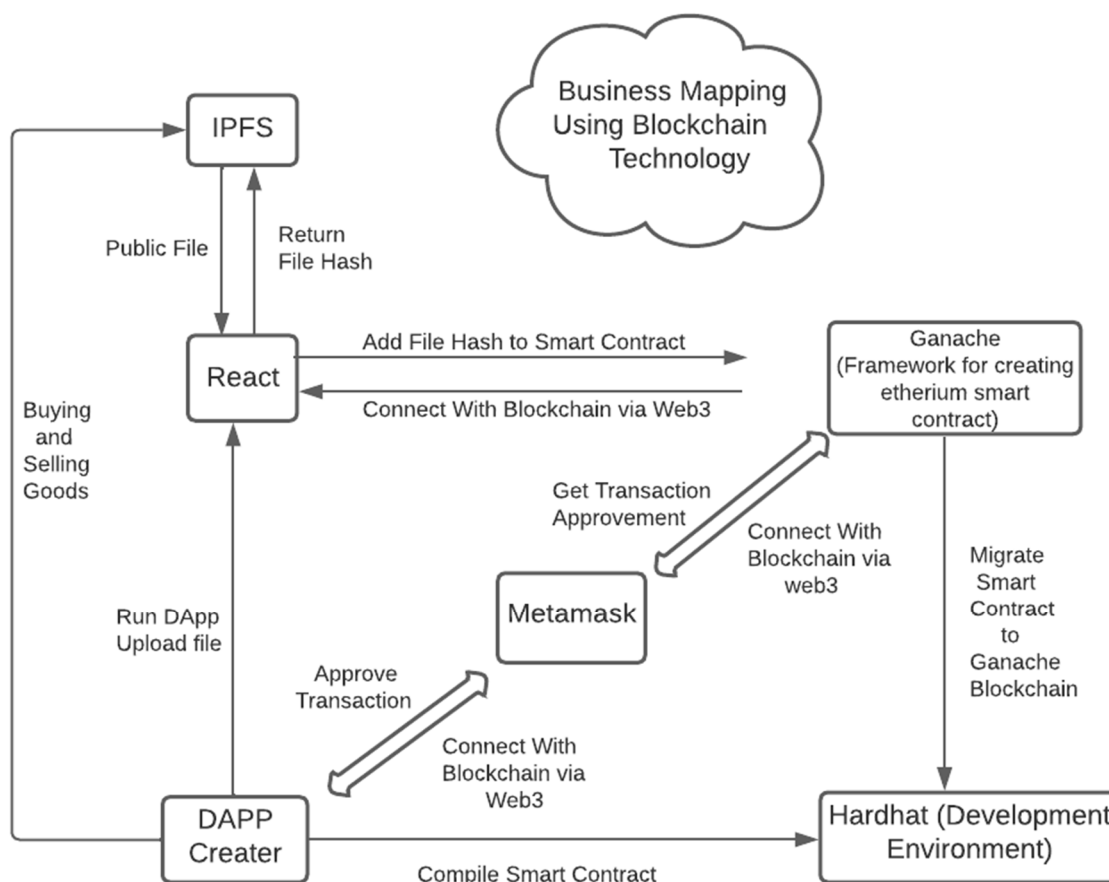 Business Mapping
Using Blockchain
Technology
IPFS
Public File
Return
File Hash
React
Add File Hash to Smart Contract
Connect With Blockchain via Web3
Ganache
(Framework for creating
etherium smart
contract)
Buying
and
Selling
Goods
Get Transaction
Approvement
Connect With
Blockchain via
web3
Metamask
Migrate
Smart
Contract
to
Ganache
Blockchain
Run DApp
Upload file
Approve
Transaction
Connect With
Blockchain via
Web3
DAPP
Creater
Hardhat (Development
Environment)
Compile Smart Contract